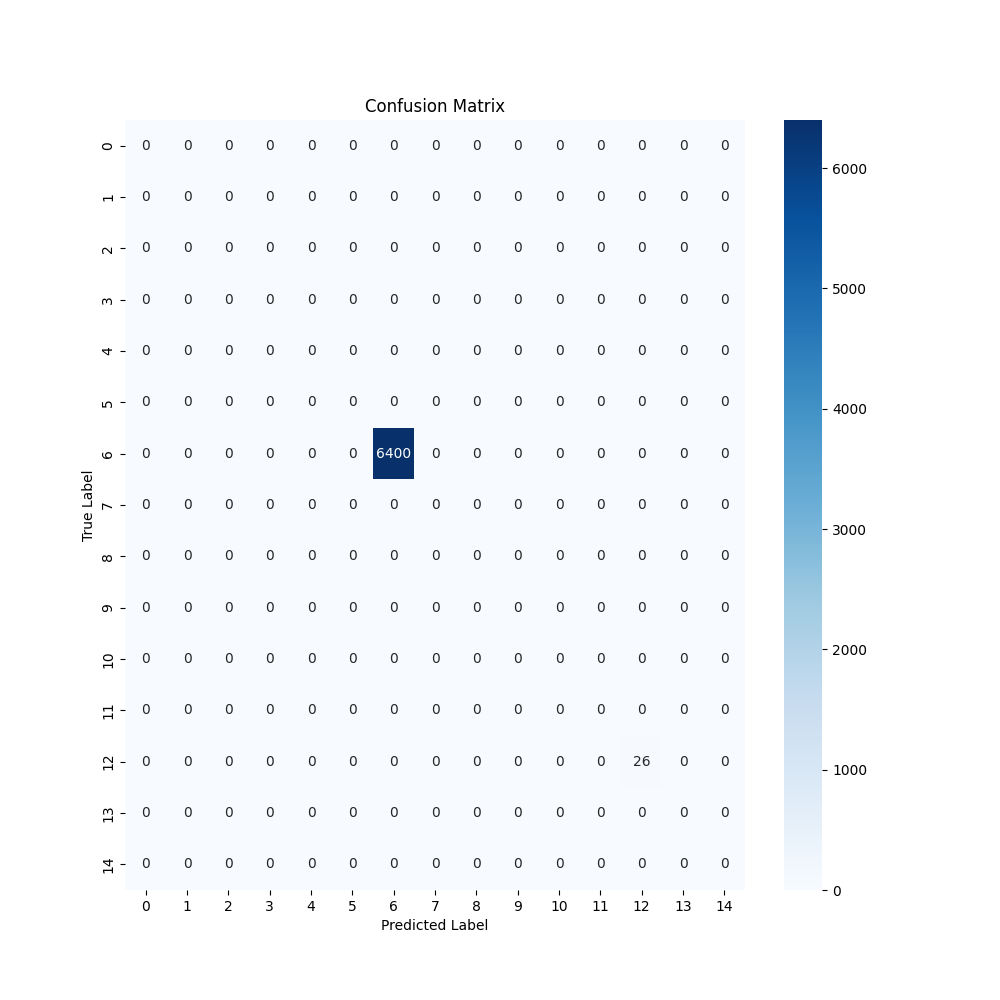 Confusion Matrix
0 0 0 0 0 0 0 0 0 0 0 0 0 0 0 0
1 0 0 0 0 0 0 0 0 0 0 0 0 0 0 0
2 0 0 0 0 0 0 0 0 0 0 0 0 0 0 0
3 0 0 0 0 0 0 0 0 0 0 0 0 0 0 0
4 0 0 0 0 0 0 0 0 0 0 0 0 0 0 0
5 0 0 0 0 0 0 0 0 0 0 0 0 0 0 0
6 0 0 0 0 0 0 6400 0 0 0 0 0 0 0 0
7 0 0 0 0 0 0 0 0 0 0 0 0 0 0 0
8 0 0 0 0 0 0 0 0 0 0 0 0 0 0 0
9 0 0 0 0 0 0 0 0 0 0 0 0 0 0 0
10 0 0 0 0 0 0 0 0 0 0 0 0 0 0 0
11 0 0 0 0 0 0 0 0 0 0 0 0 0 0 0
12 0 0 0 0 0 0 0 0 0 0 0 0 26 0 0
13 0 0 0 0 0 0 0 0 0 0 0 0 0 0 0
14 0 0 0 0 0 0 0 0 0 0 0 0 0 0 0
0 1 2 3 4 5 6 7 8 9 10 11 12 13 14
Predicted Label
True Label
6000
5000
4000
3000
2000
1000
0